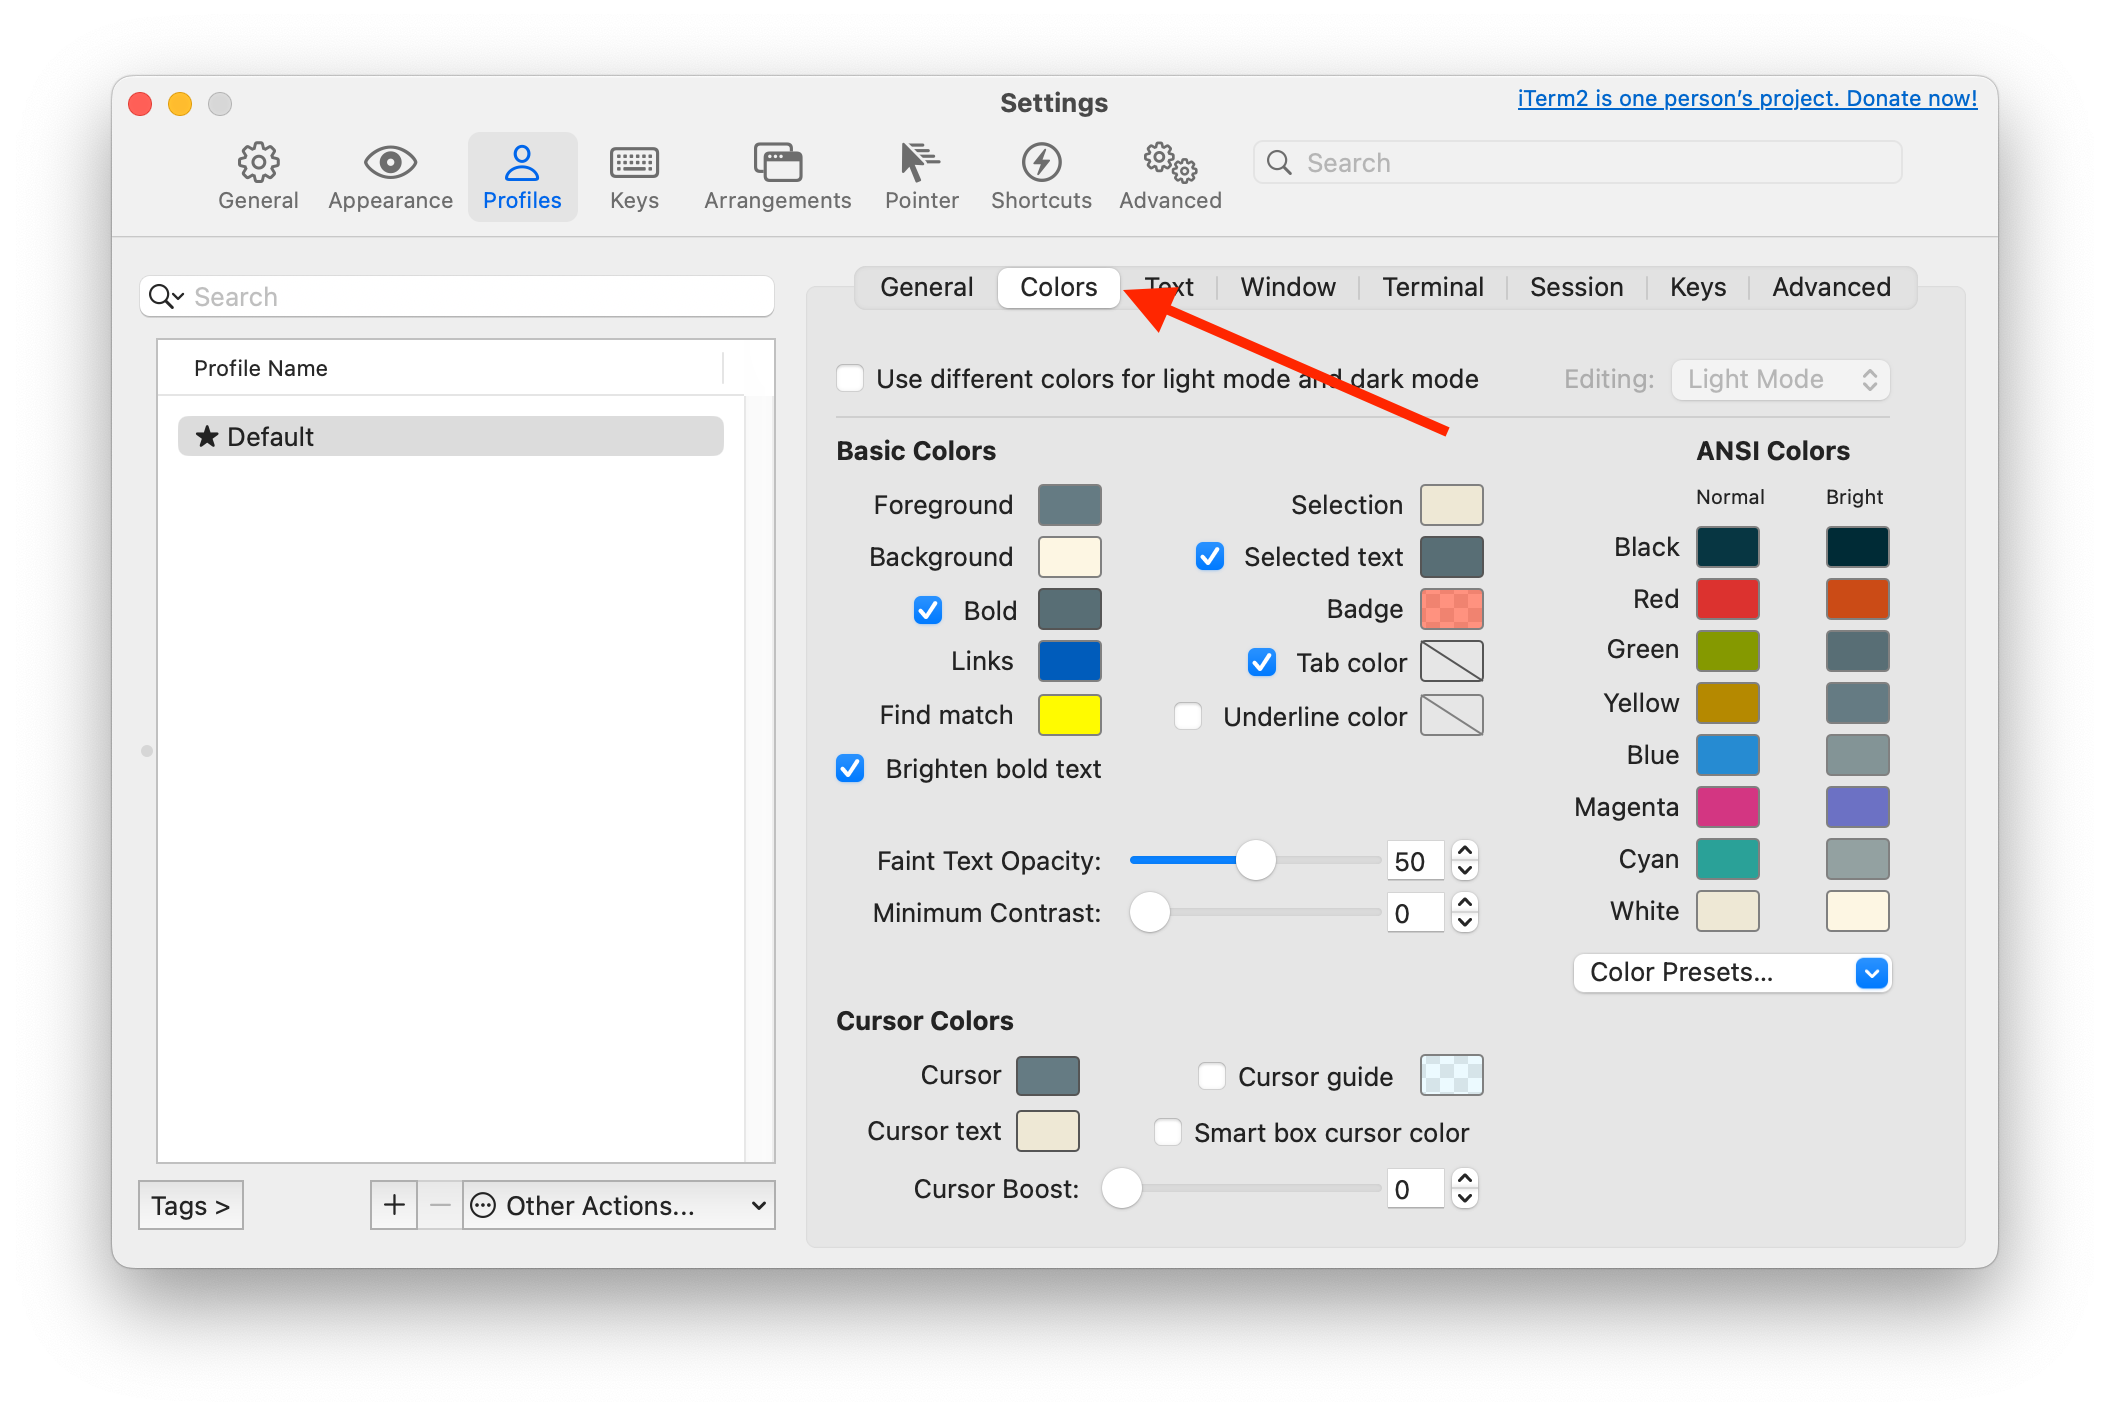 Settings
iTerm2 is one person's project. Donate now!
General
Appearance
Profiles
Keys
Arrangements
Pointer
Shortcuts
Advanced
Search
Search
Profile Name
★ Default
Tags >
+
−
Other Actions...
General
Colors
Text
Window
Terminal
Session
Keys
Advanced
Use different colors for light mode and dark mode
Editing:
Light Mode
Basic Colors
Foreground
Background
Bold
Links
Find match
Brighten bold text
Selection
Selected text
Badge
Tab color
Underline color
Faint Text Opacity:
50
Minimum Contrast:
0
ANSI Colors
Normal
Bright
Black
Red
Green
Yellow
Blue
Magenta
Cyan
White
Color Presets...
Cursor Colors
Cursor
Cursor guide
Cursor text
Smart box cursor color
Cursor Boost:
0